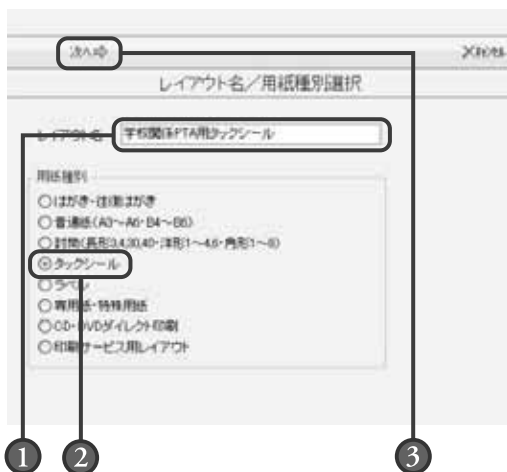 次へ⇨
×キャンセル
レイアウト名/用紙種別選択
レイアウト名 学校関係PTA用タックシール
用紙種別
○はがき・往復はがき
○普通紙(A3～A6・B4～B6)
○封筒(長形3,4,30,40・洋形1～4,6・角形1～8)
◉タックシール
○ラベル
○専用紙・特殊用紙
○CD・DVDダイレクト印刷
○印刷サービス用レイアウト
1 2 3